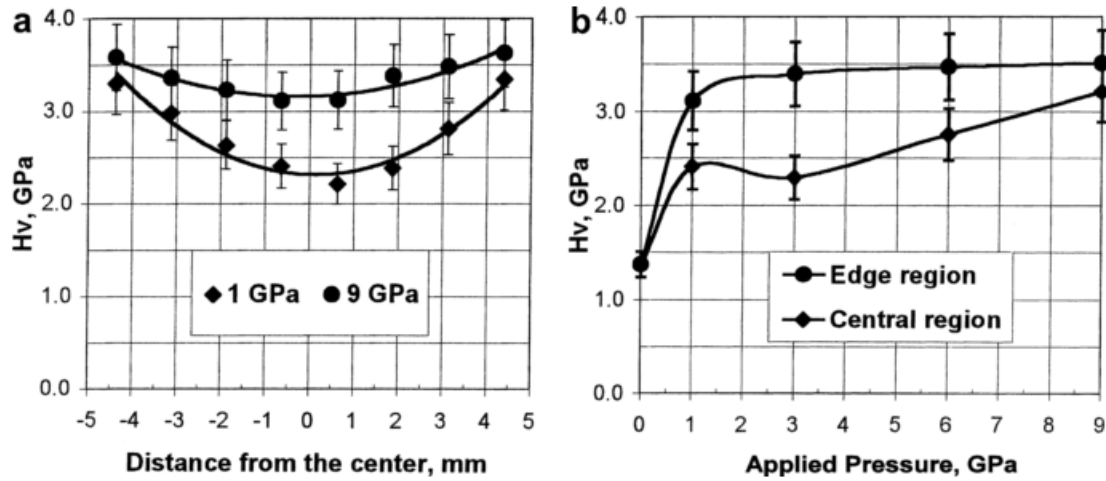 a
4.0
3.0
2.0
1.0
0.0
Hv, GPa
1 GPa 9 GPa
-5 -4 -3 -2 -1 0 1 2 3 4 5
Distance from the center, mm
b
4.0
3.0
2.0
1.0
0.0
Hv, GPa
Edge region
Central region
0 1 2 3 4 5 6 7 8 9
Applied Pressure, GPa